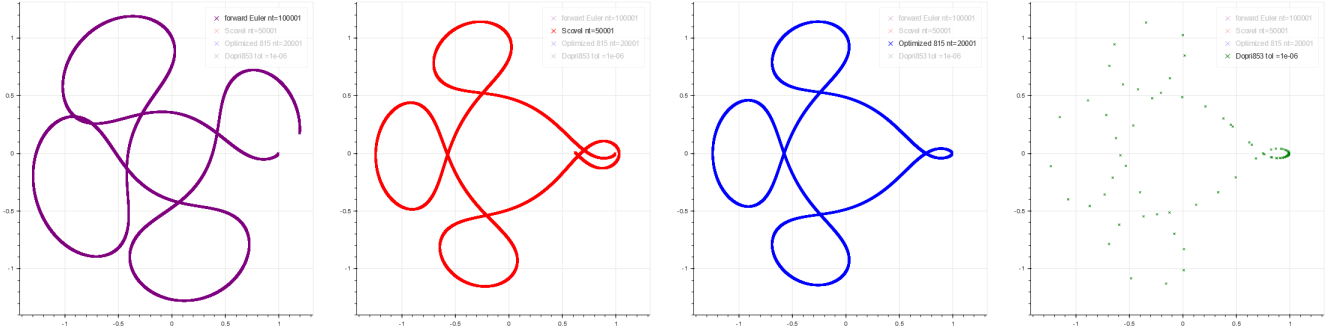 forward Euler nt=100001
Scovel nt=50001
Optimized 815 nt=20001
Dopri853 tol =1e-06
1
0.5
0
-0.5
-1
-1
-0.5
0
0.5
1
forward Euler nt=100001
Scovel nt=50001
Optimized 815 nt=20001
Dopri853 tol =1e-06
1
0.5
0
-0.5
-1
-1
-0.5
0
0.5
1
forward Euler nt=100001
Scovel nt=50001
Optimized 815 nt=20001
Dopri853 tol =1e-06
1
0.5
0
-0.5
-1
-1
-0.5
0
0.5
1
forward Euler nt=100001
Scovel nt=50001
Optimized 815 nt=20001
Dopri853 tol =1e-06
1
0.5
0
-0.5
-1
-1
-0.5
0
0.5
1